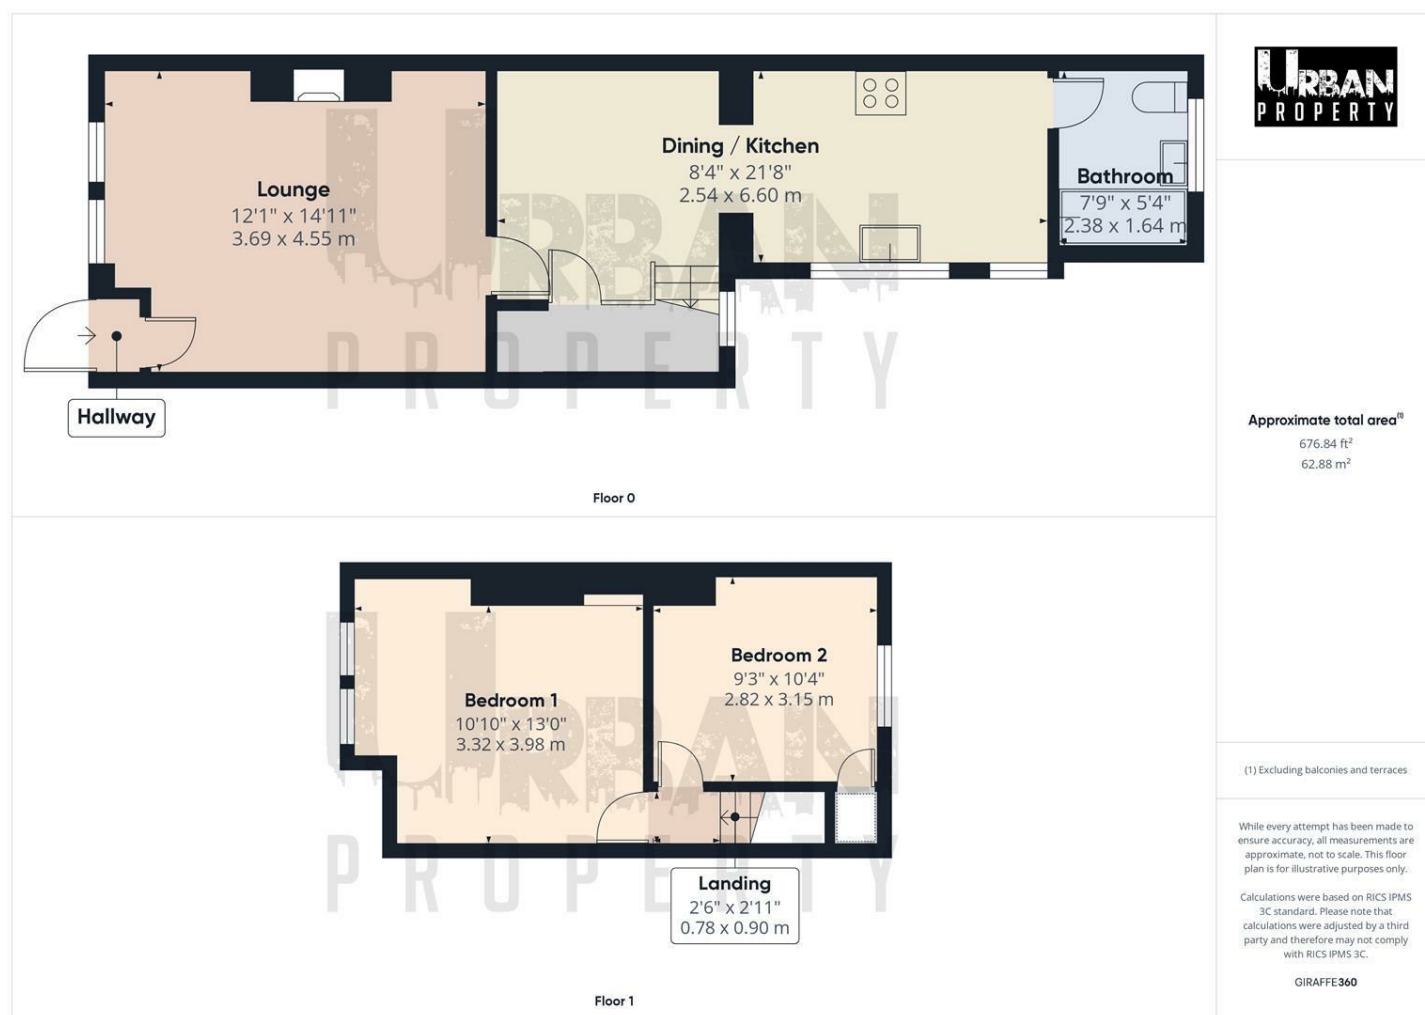 URBAN
PROPERTY
Lounge
12'1" x 14'11"
3.69 x 4.55 m
Dining / Kitchen
8'4" x 21'8"
2.54 x 6.60 m
Bathroom
7'9" x 5'4"
2.38 x 1.64 m
Hallway
URBAN
PROPERTY
Floor 0
Approximate total area(1)
676.84 ft²
62.88 m²
Bedroom 1
10'10" x 13'0"
3.32 x 3.98 m
Bedroom 2
9'3" x 10'4"
2.82 x 3.15 m
Landing
2'6" x 2'11"
0.78 x 0.90 m
URBAN
PROPERTY
Floor 1
(1) Excluding balconies and terraces
While every attempt has been made to
ensure accuracy, all measurements are
approximate, not to scale. This floor
plan is for illustrative purposes only.
Calculations were based on RICS IPMS
3C standard. Please note that
calculations were adjusted by a third
party and therefore may not comply
with RICS IPMS 3C.
GIRAFFE360